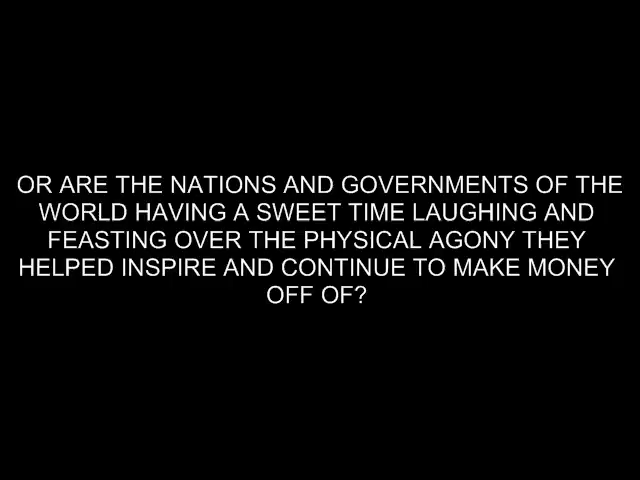 OR ARE THE NATIONS AND GOVERNMENTS OF THE
WORLD HAVING A SWEET TIME LAUGHING AND
FEASTING OVER THE PHYSICAL AGONY THEY
HELPED INSPIRE AND CONTINUE TO MAKE MONEY
OFF OF?